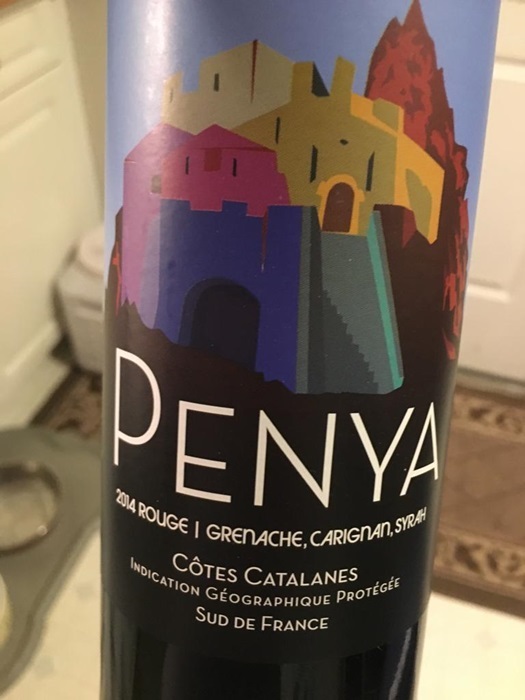 PENYA
2014 ROUGE | GRENACHE, CARIGNAN, SYRAH
CÔTES CATALANES
INDICATION GÉOGRAPHIQUE PROTÉGÉE
SUD DE FRANCE